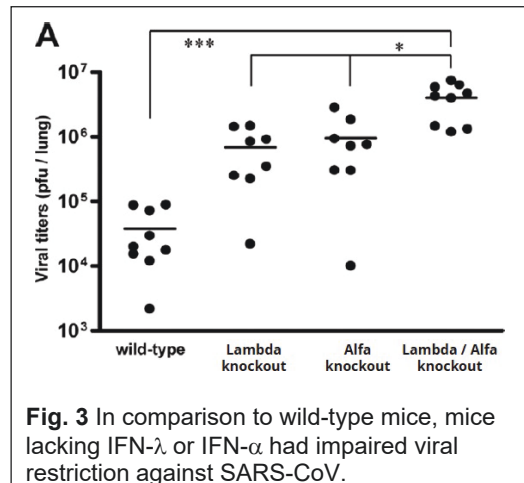 A
***
*
Viral titers (pfu / lung)
10⁷
10⁶
10⁵
10⁴
10³
wild-type
Lambda
knockout
Alfa
knockout
Lambda / Alfa
knockout
Fig. 3 In comparison to wild-type mice, mice
lacking IFN-λ or IFN-α had impaired viral
restriction against SARS-CoV.